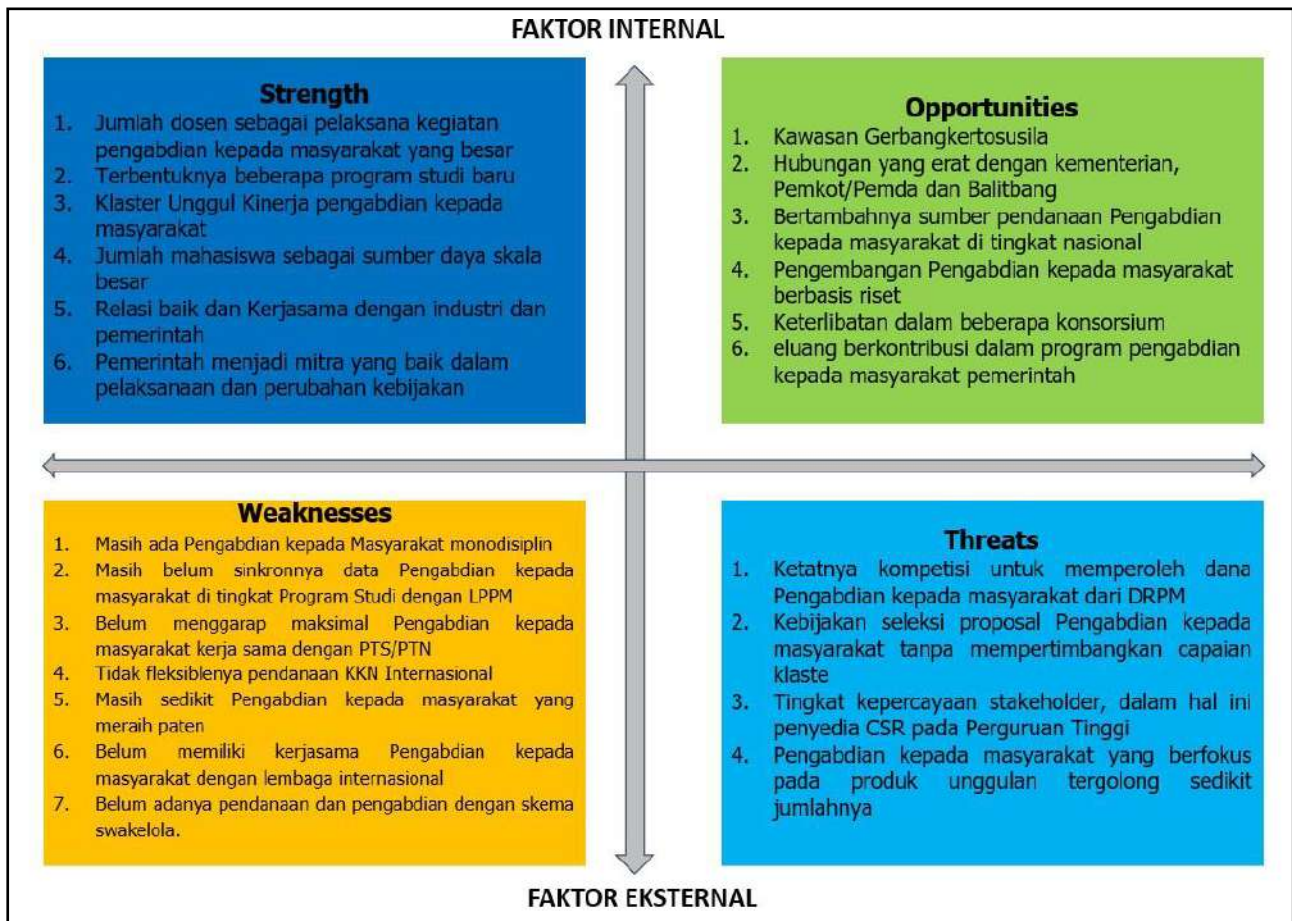 FAKTOR INTERNAL
Strength
1. Jumlah dosen sebagai pelaksana kegiatan
pengabdian kepada masyarakat yang besar
2. Terbentuknya beberapa program studi baru
3. Klaster Unggul Kinerja pengabdian kepada
masyarakat
4. Jumlah mahasiswa sebagai sumber daya skala
besar
5. Relasi baik dan Kerjasama dengan industri dan
pemerintah
6. Pemerintah menjadi mitra yang baik dalam
pelaksanaan dan perubahan kebijakan
Opportunities
1. Kawasan Gerbangkertosusila
2. Hubungan yang erat dengan kementerian,
Pemkot/Pemda dan Balitbang
3. Bertambahnya sumber pendanaan Pengabdian
kepada masyarakat di tingkat nasional
4. Pengembangan Pengabdian kepada masyarakat
berbasis riset
5. Keterlibatan dalam beberapa konsorsium
6. eluang berkontribusi dalam program pengabdian
kepada masyarakat pemerintah
Weaknesses
1. Masih ada Pengabdian kepada Masyarakat monodisiplin
2. Masih belum sinkronnya data Pengabdian kepada
masyarakat di tingkat Program Studi dengan LPPM
3. Belum menggarap maksimal Pengabdian kepada
masyarakat kerja sama dengan PTS/PTN
4. Tidak fleksiblenya pendanaan KKN Internasional
5. Masih sedikit Pengabdian kepada masyarakat yang
meraih paten
6. Belum memiliki kerjasama Pengabdian kepada
masyarakat dengan lembaga internasional
7. Belum adanya pendanaan dan pengabdian dengan skema
swakelola.
Threats
1. Ketatnya kompetisi untuk memperoleh dana
Pengabdian kepada masyarakat dari DRPM
2. Kebijakan seleksi proposal Pengabdian kepada
masyarakat tanpa mempertimbangkan capaian
klaste
3. Tingkat kepercayaan stakeholder, dalam hal ini
penyedia CSR pada Perguruan Tinggi
4. Pengabdian kepada masyarakat yang berfokus
pada produk unggulan tergolong sedikit
jumlahnya
FAKTOR EKSTERNAL